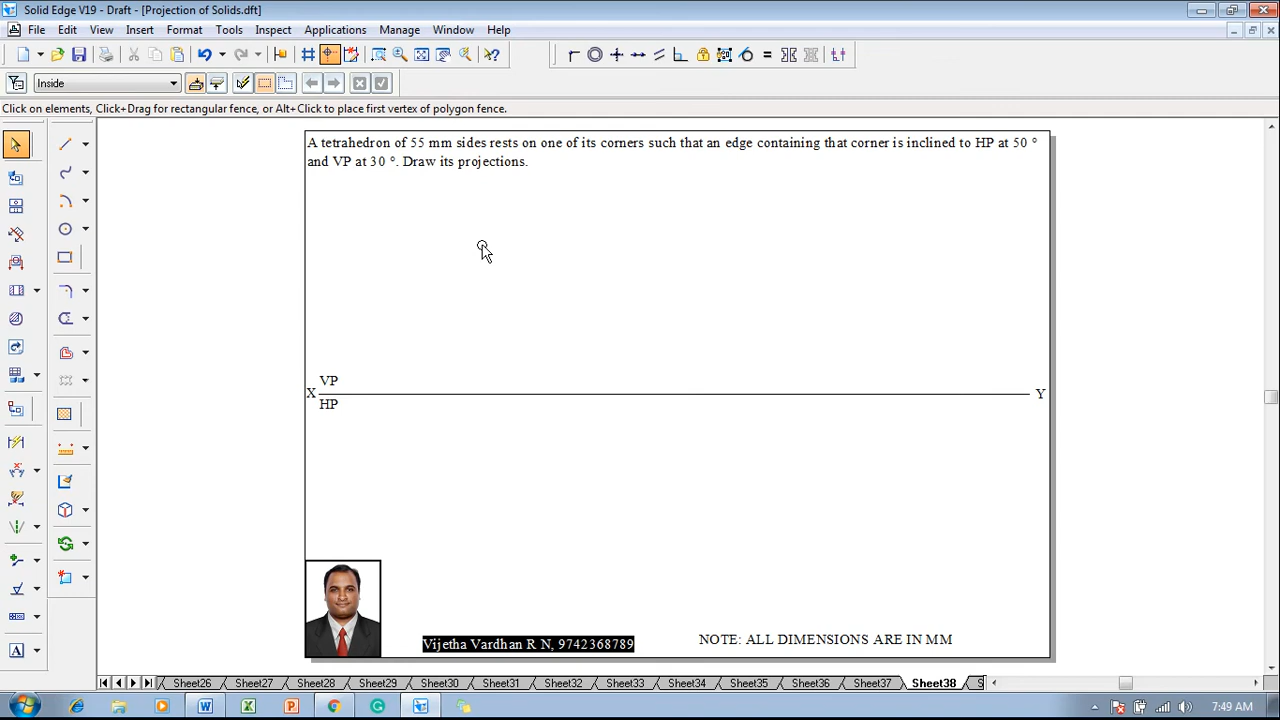 Solid Edge V19 - Draft - [Projection of Solids.dft]
File Edit View Insert Format Tools Inspect Applications Manage Window Help
Inside
Click on elements, Click+Drag for rectangular fence, or Alt+ Click to place first vertex of polygon fence.
A tetrahedron of 55 mm sides rests on one of its corners such that an edge containing that corner is inclined to HP at 50 °
and VP at 30 °. Draw its projections.
VP
X Y
HP
Vijetha Vardhan R N, 9742368789
NOTE: ALL DIMENSIONS ARE IN MM
Sheet26 Sheet27 Sheet28 Sheet29 Sheet30 Sheet31 Sheet32 Sheet33 Sheet34 Sheet35 Sheet36 Sheet37 Sheet38 S
7:49 AM